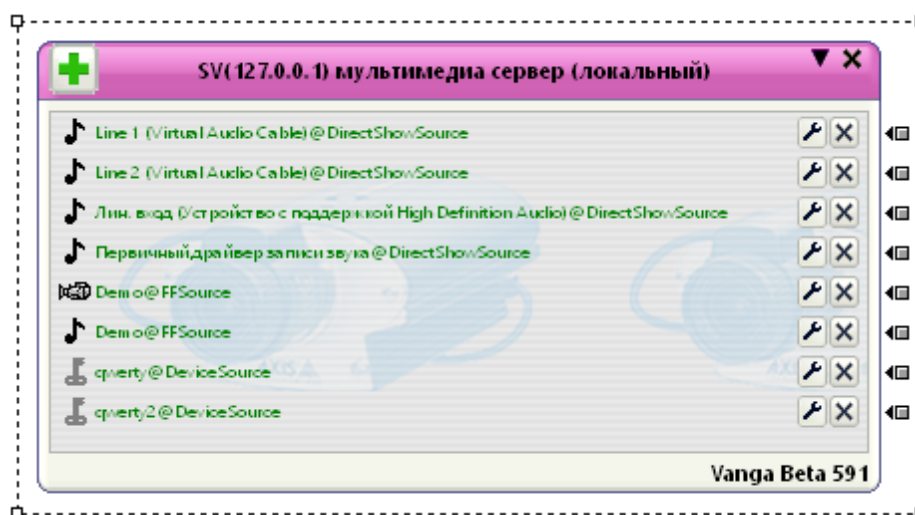 SV(127.0.0.1) мультимедиа сервер (локальный)
Line 1 (Virtual Audio Cable)@DirectShowSource
Line 2 (Virtual Audio Cable)@DirectShowSource
Лин. вход (Устройство с поддержкой High Definition Audio)@DirectShowSource
Первичный драйвер записи звука@DirectShowSource
Demo@FFSource
Demo@FFSource
AXIS
qwerty@DeviceSource
qwerty2@DeviceSource
Vanga Beta 591